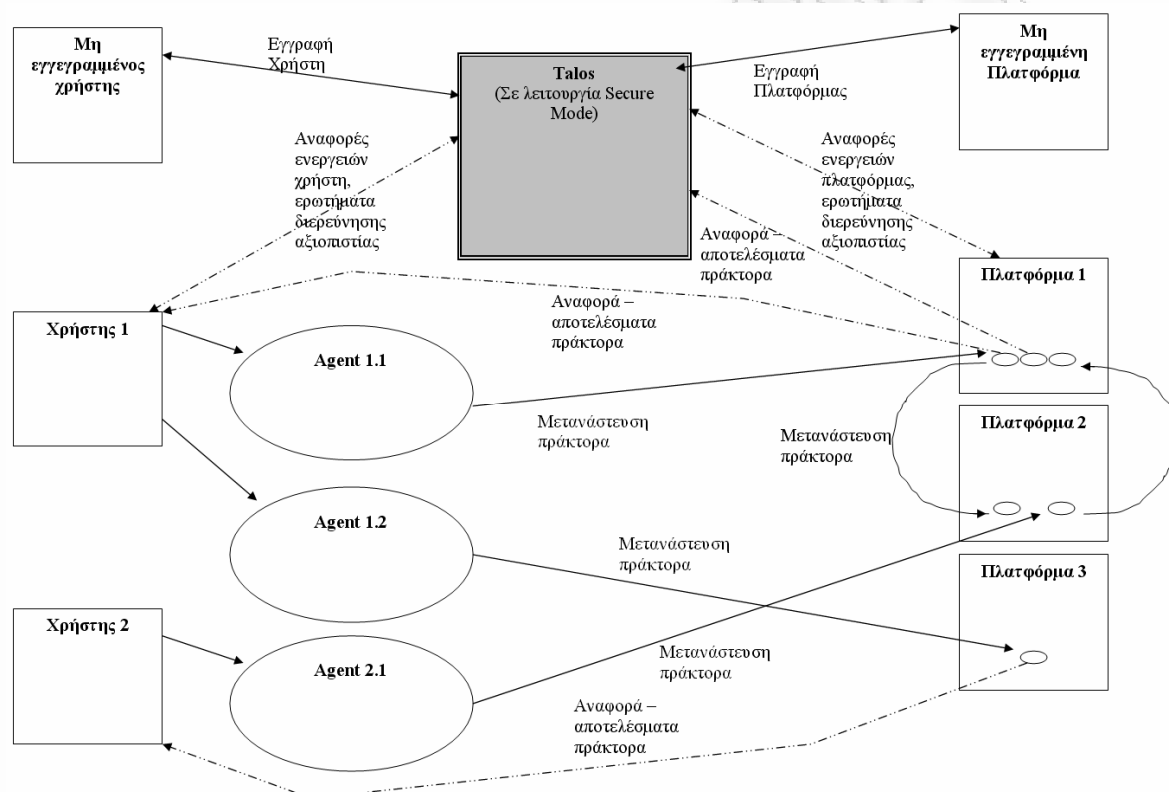 Μη
εγγεγραμμένος
χρήστης
Εγγραφή
Χρήστη
Talos
(Σε λειτουργία Secure
Mode)
Εγγραφή
Πλατφόρμας
Μη
εγγεγραμμένη
Πλατφόρμα
Αναφορές
ενεργειών
χρήστη,
ερωτήματα
διερεύνησης
αξιοπιστίας
Αναφορές
ενεργειών
πλατφόρμας,
ερωτήματα
διερεύνησης
αξιοπιστίας
Αναφορά –
αποτελέσματα
πράκτορα
Πλατφόρμα 1
Χρήστης 1
Αναφορά –
αποτελέσματα
πράκτορα
Agent 1.1
Μετανάστευση
πράκτορα
Μετανάστευση
πράκτορα
Πλατφόρμα 2
Agent 1.2
Μετανάστευση
πράκτορα
Πλατφόρμα 3
Χρήστης 2
Agent 2.1
Μετανάστευση
πράκτορα
Αναφορά –
αποτελέσματα
πράκτορα